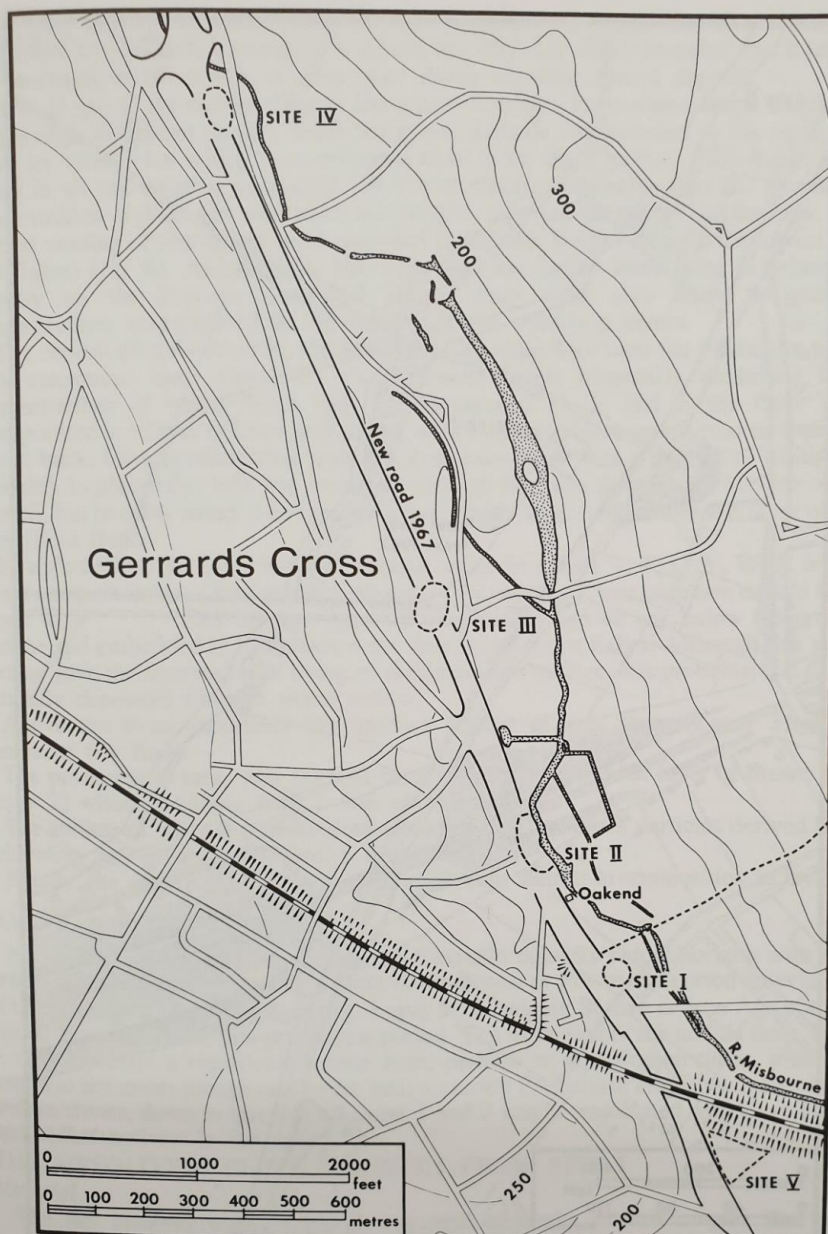 SITE IV
300
200
New road 1967
Gerrards Cross
SITE III
SITE II
Oakend
SITE I
R. Misbourne
SITE V
250
200
0 1000 2000
feet
0 100 200 300 400 500 600
metres